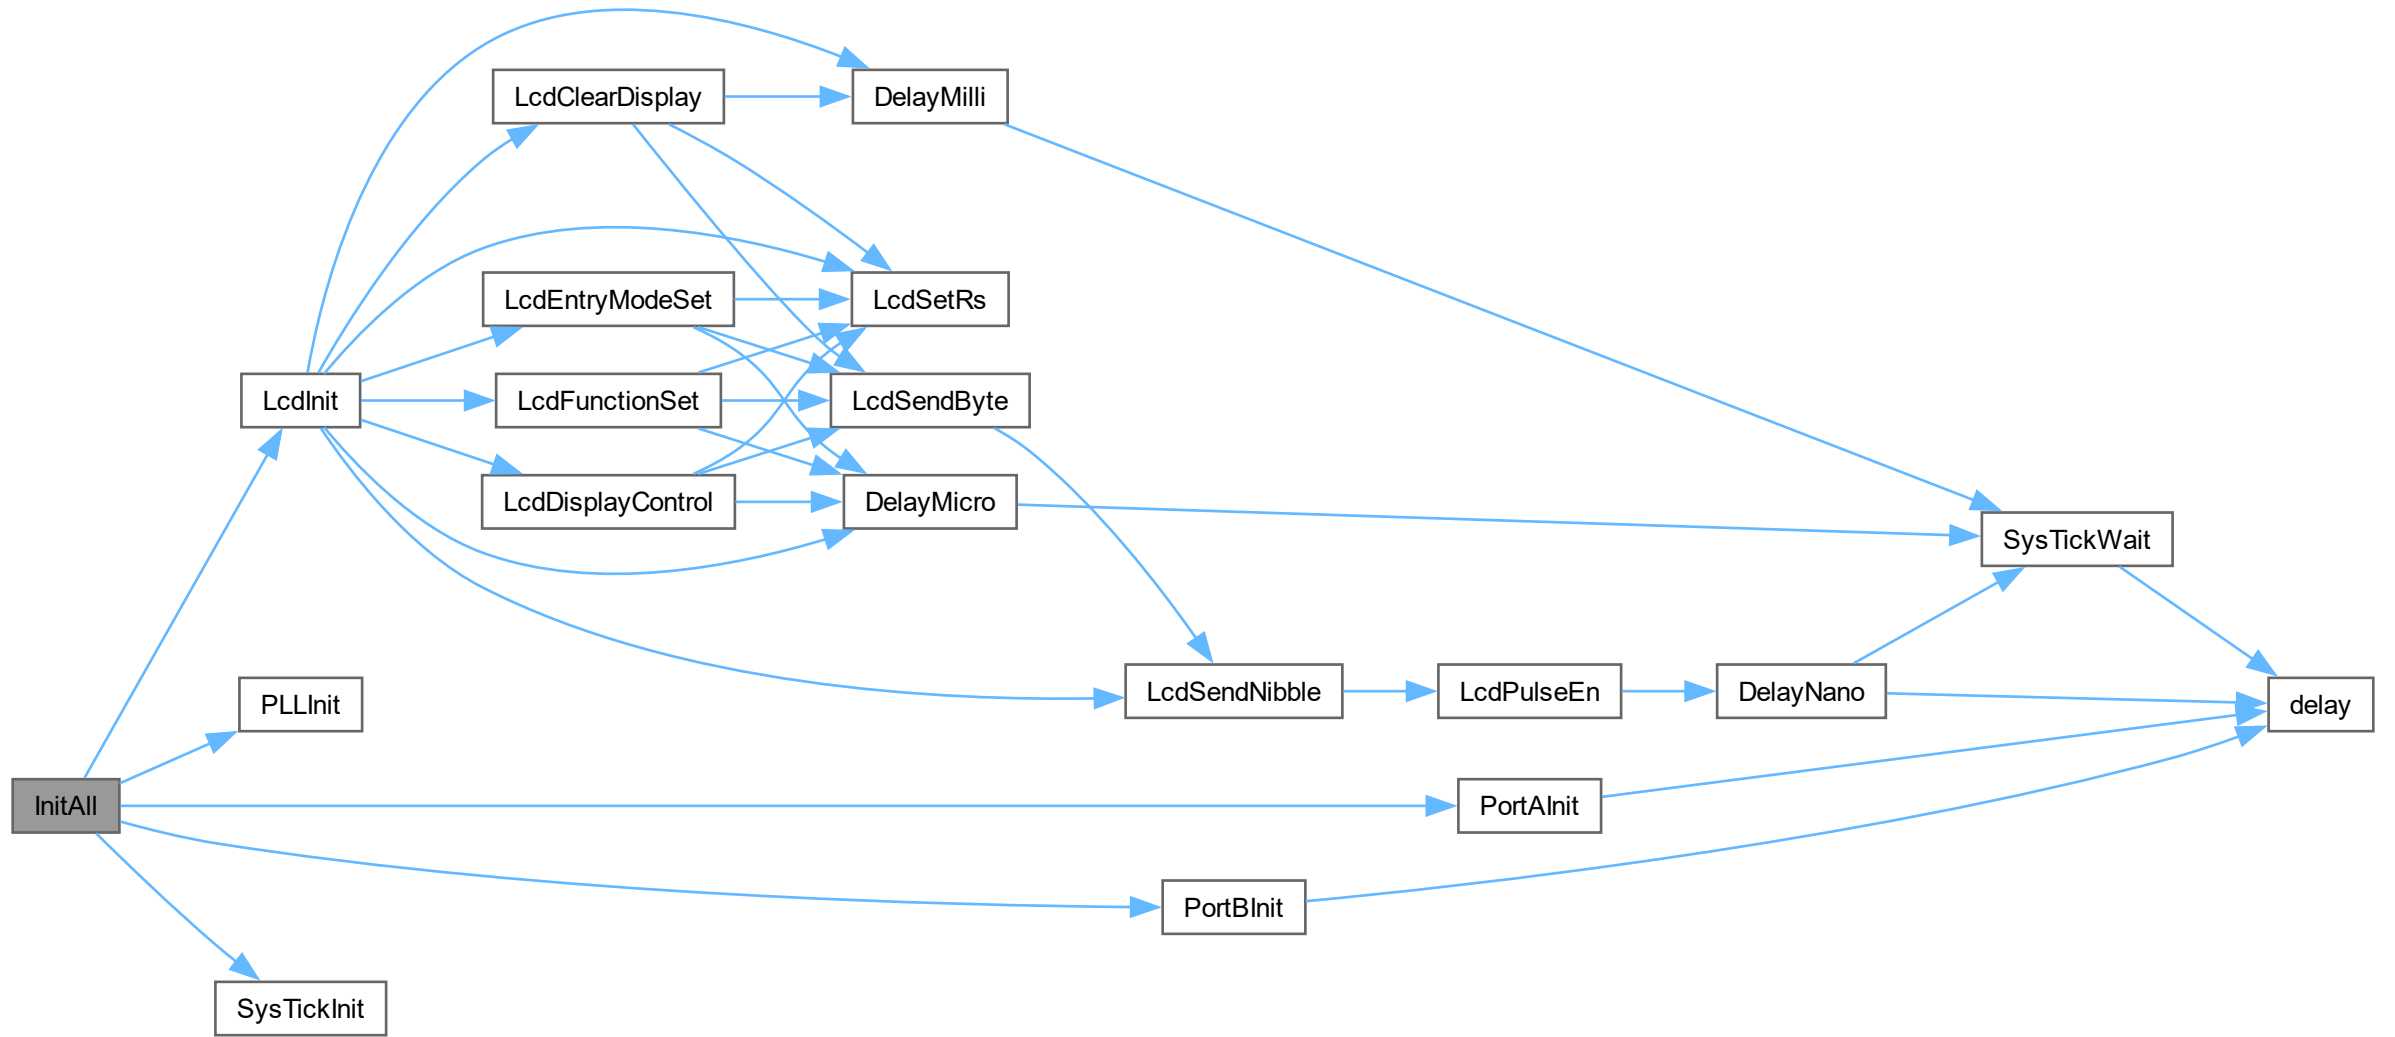 LcdClearDisplay
DelayMilli
LcdEntryModeSet
LcdSetRs
LcdInit
LcdFunctionSet
LcdSendByte
LcdDisplayControl
DelayMicro
SysTickWait
LcdSendNibble
LcdPulseEn
DelayNano
PLLInit
delay
InitAll
PortAInit
PortBInit
SysTickInit